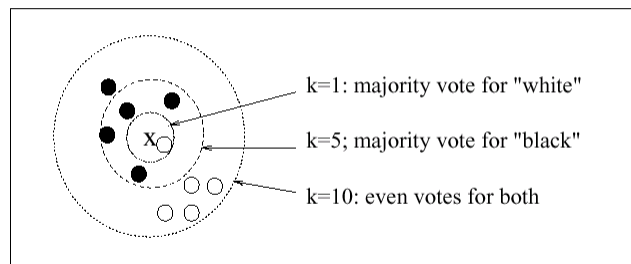 k=1: majority vote for "white"
x
k=5; majority vote for "black"
k=10: even votes for both